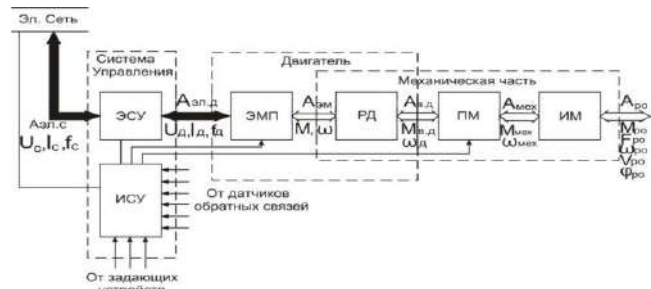 Эл. Сеть
Система
Управления
Двигатель
Механическая часть
Аэл.с
Uс,Iс,fс
ЭСУ
Аэл.д
Uд,Iд,fд
ЭМП
Аэм
М, ω
РД
Ав.д
Мв.д
ωд
ПМ
Амех
Ммех
ωмех
ИМ
Аро
Мро
Fро
ωро
Vро
φро
ИСУ
От датчиков
обратных связей
От задающих
устройств